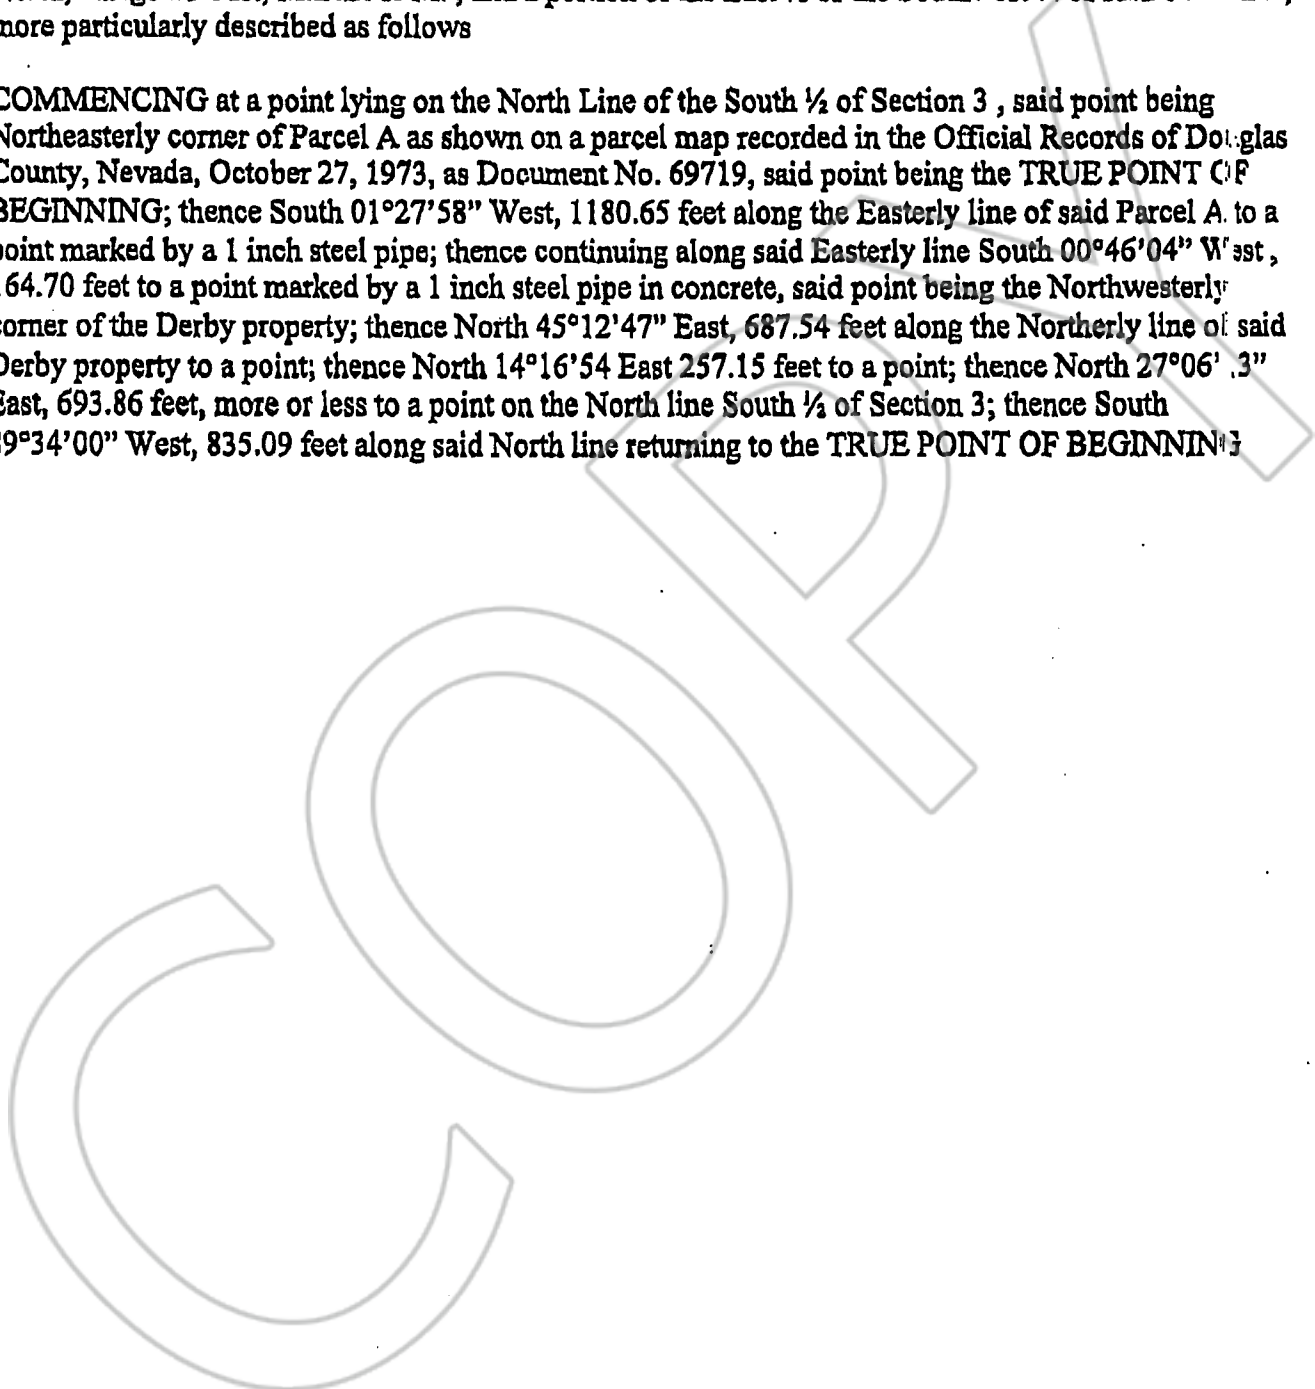 more particularly described as follows
COMMENCING at a point lying on the North Line of the South ½ of Section 3 , said point being
Northeasterly corner of Parcel A as shown on a parcel map recorded in the Official Records of Douglas
County, Nevada, October 27, 1973, as Document No. 69719, said point being the TRUE POINT OF
BEGINNING; thence South 01°27'58" West, 1180.65 feet along the Easterly line of said Parcel A to a
point marked by a 1 inch steel pipe; thence continuing along said Easterly line South 00°46'04" West,
64.70 feet to a point marked by a 1 inch steel pipe in concrete, said point being the Northwesterly
corner of the Derby property; thence North 45°12'47" East, 687.54 feet along the Northerly line of said
Derby property to a point; thence North 14°16'54 East 257.15 feet to a point; thence North 27°06' .3"
East, 693.86 feet, more or less to a point on the North line South ½ of Section 3; thence South
9°34'00" West, 835.09 feet along said North line returning to the TRUE POINT OF BEGINNING
COPY